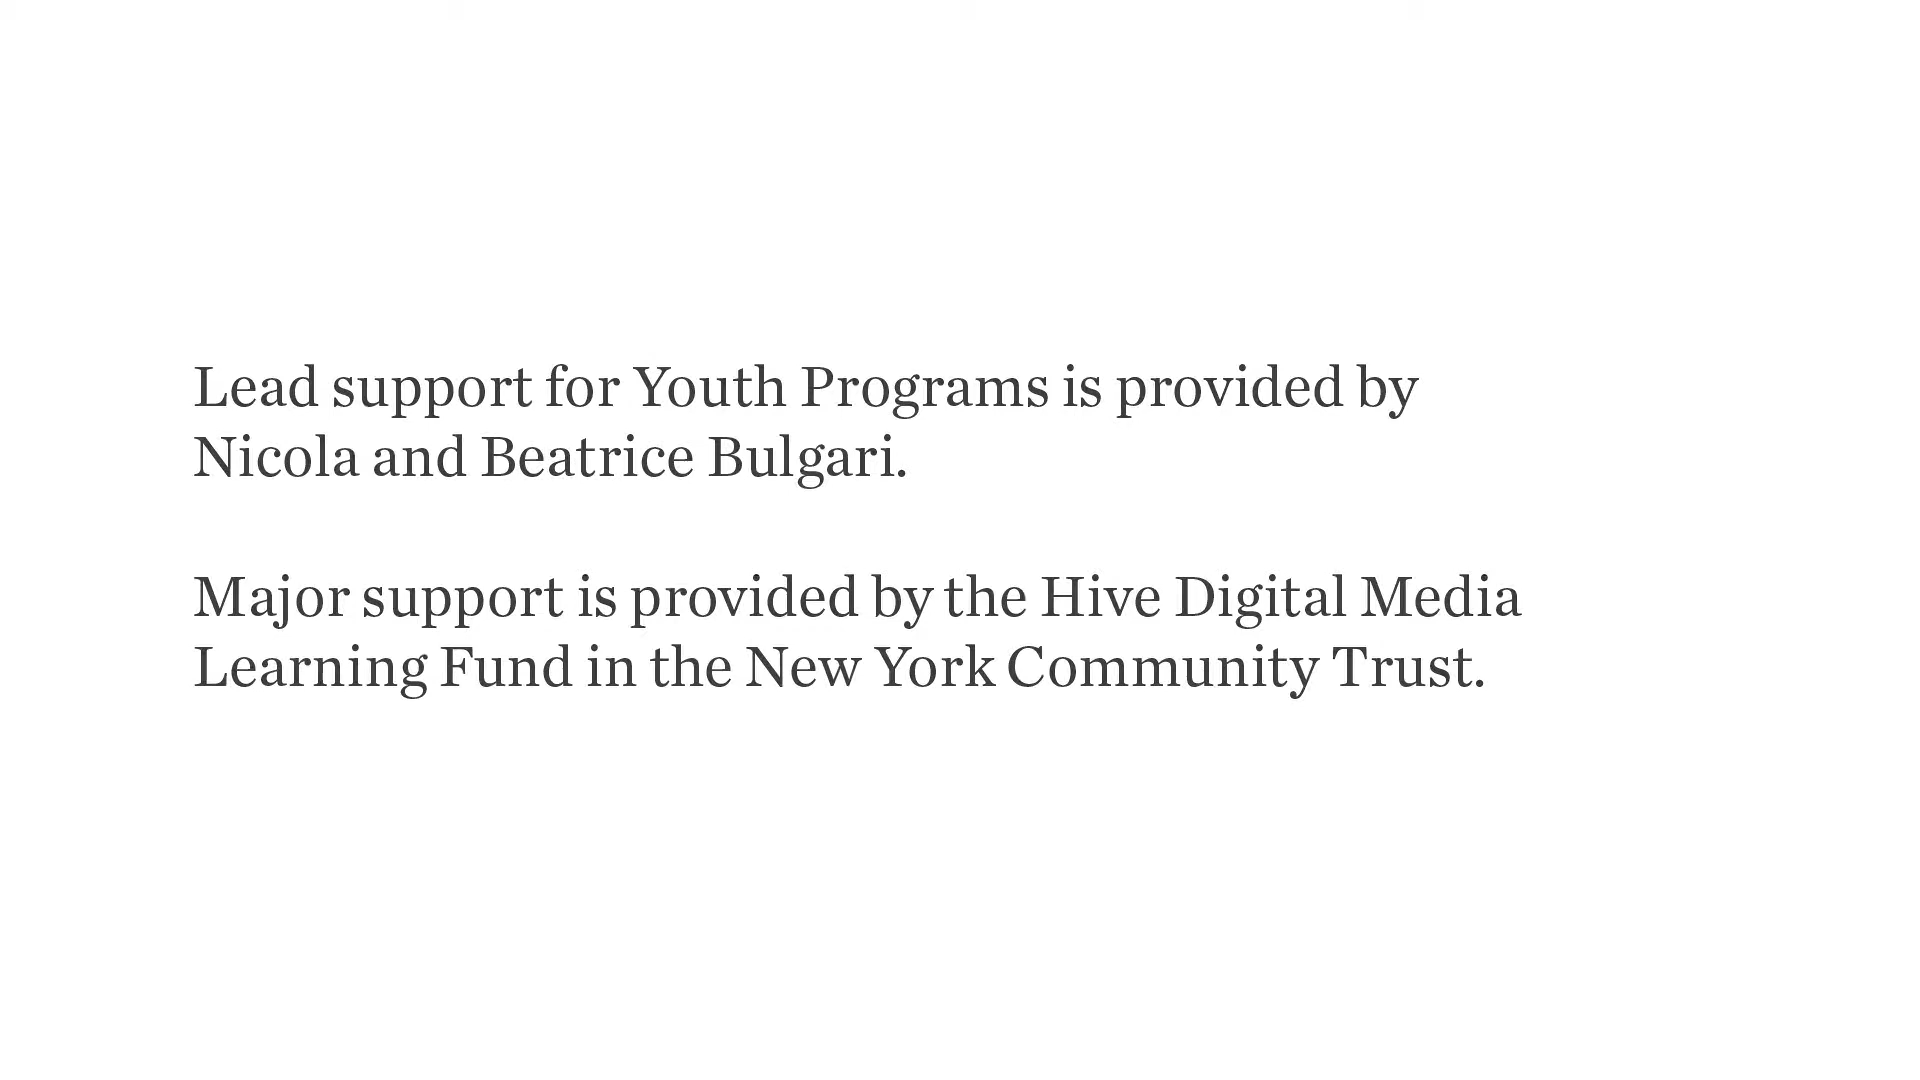 Lead support for Youth Programs is provided by
Nicola and Beatrice Bulgari.
Major support is provided by the Hive Digital Media
Learning Fund in the New York Community Trust.